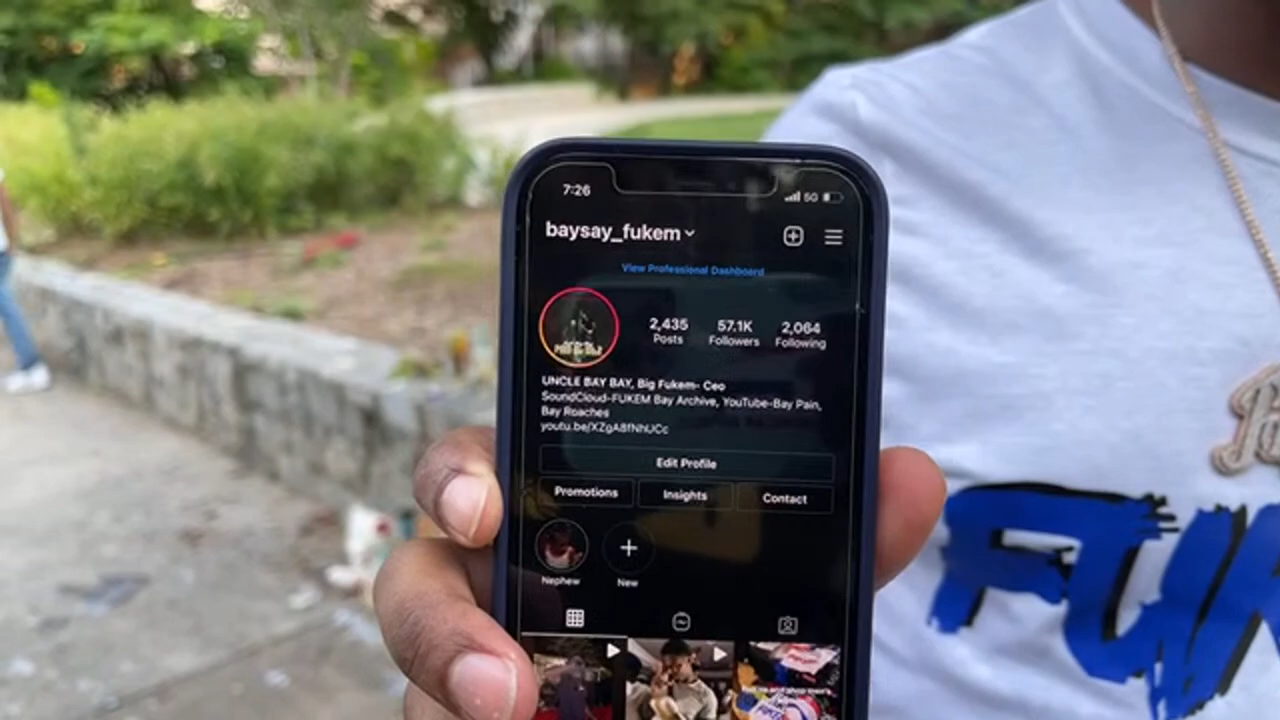 7:26
5G
baysay_fukem
View Professional Dashboard
2,435 57.1K 2,064
Posts Followers Following
UNCLE BAY BAY, Big Fukem- Ceo
SoundCloud-FUKEM Bay Archive, YouTube-Bay Pain,
Bay Roaches
youtu.be/XZgA8fNhUCc
Edit Profile
Promotions Insights Contact
Nephew New
FUK